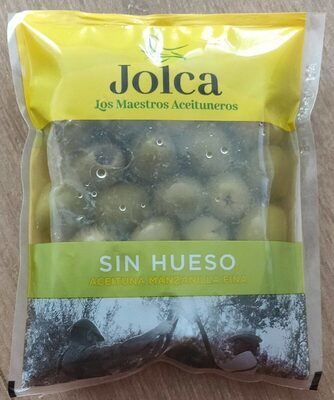 Jolca
Los Maestros Aceituneros
SIN HUESO
ACEITUNA MANZANILLA FINA